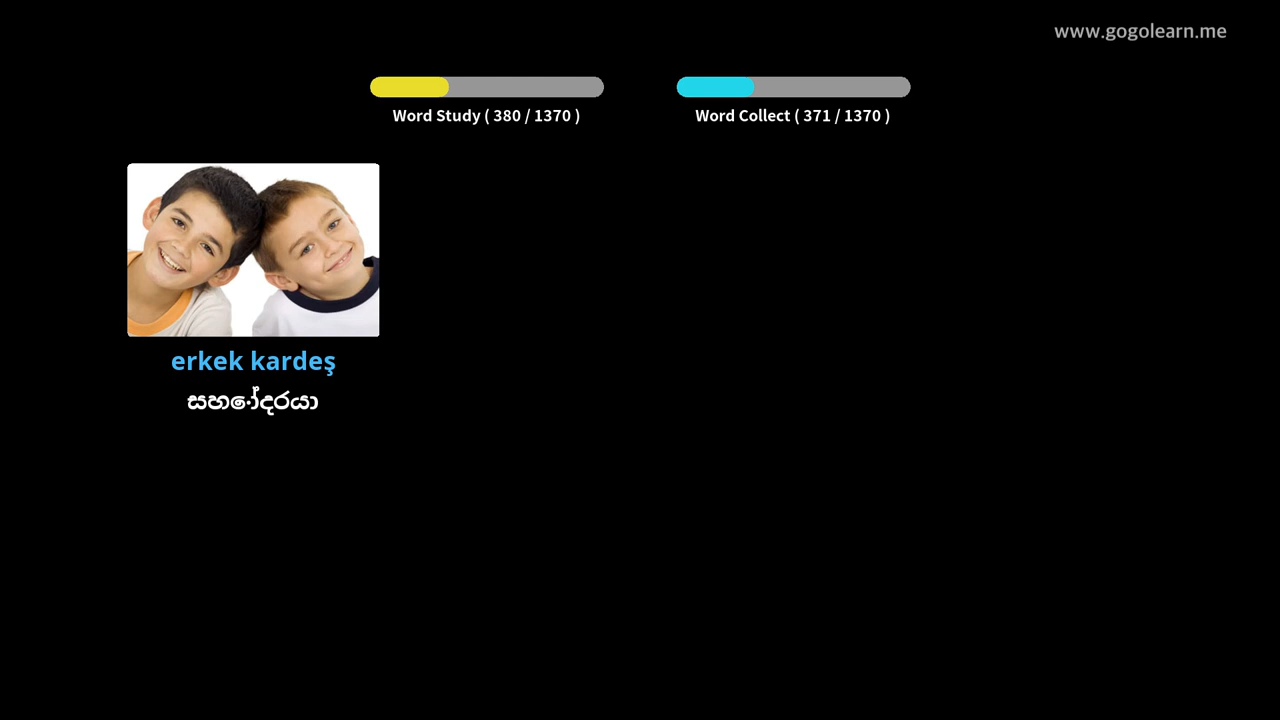 www.gogolearn.me
Word Study ( 380 / 1370 )
Word Collect ( 371 / 1370 )
erkek kardeş
සහෝදරයා